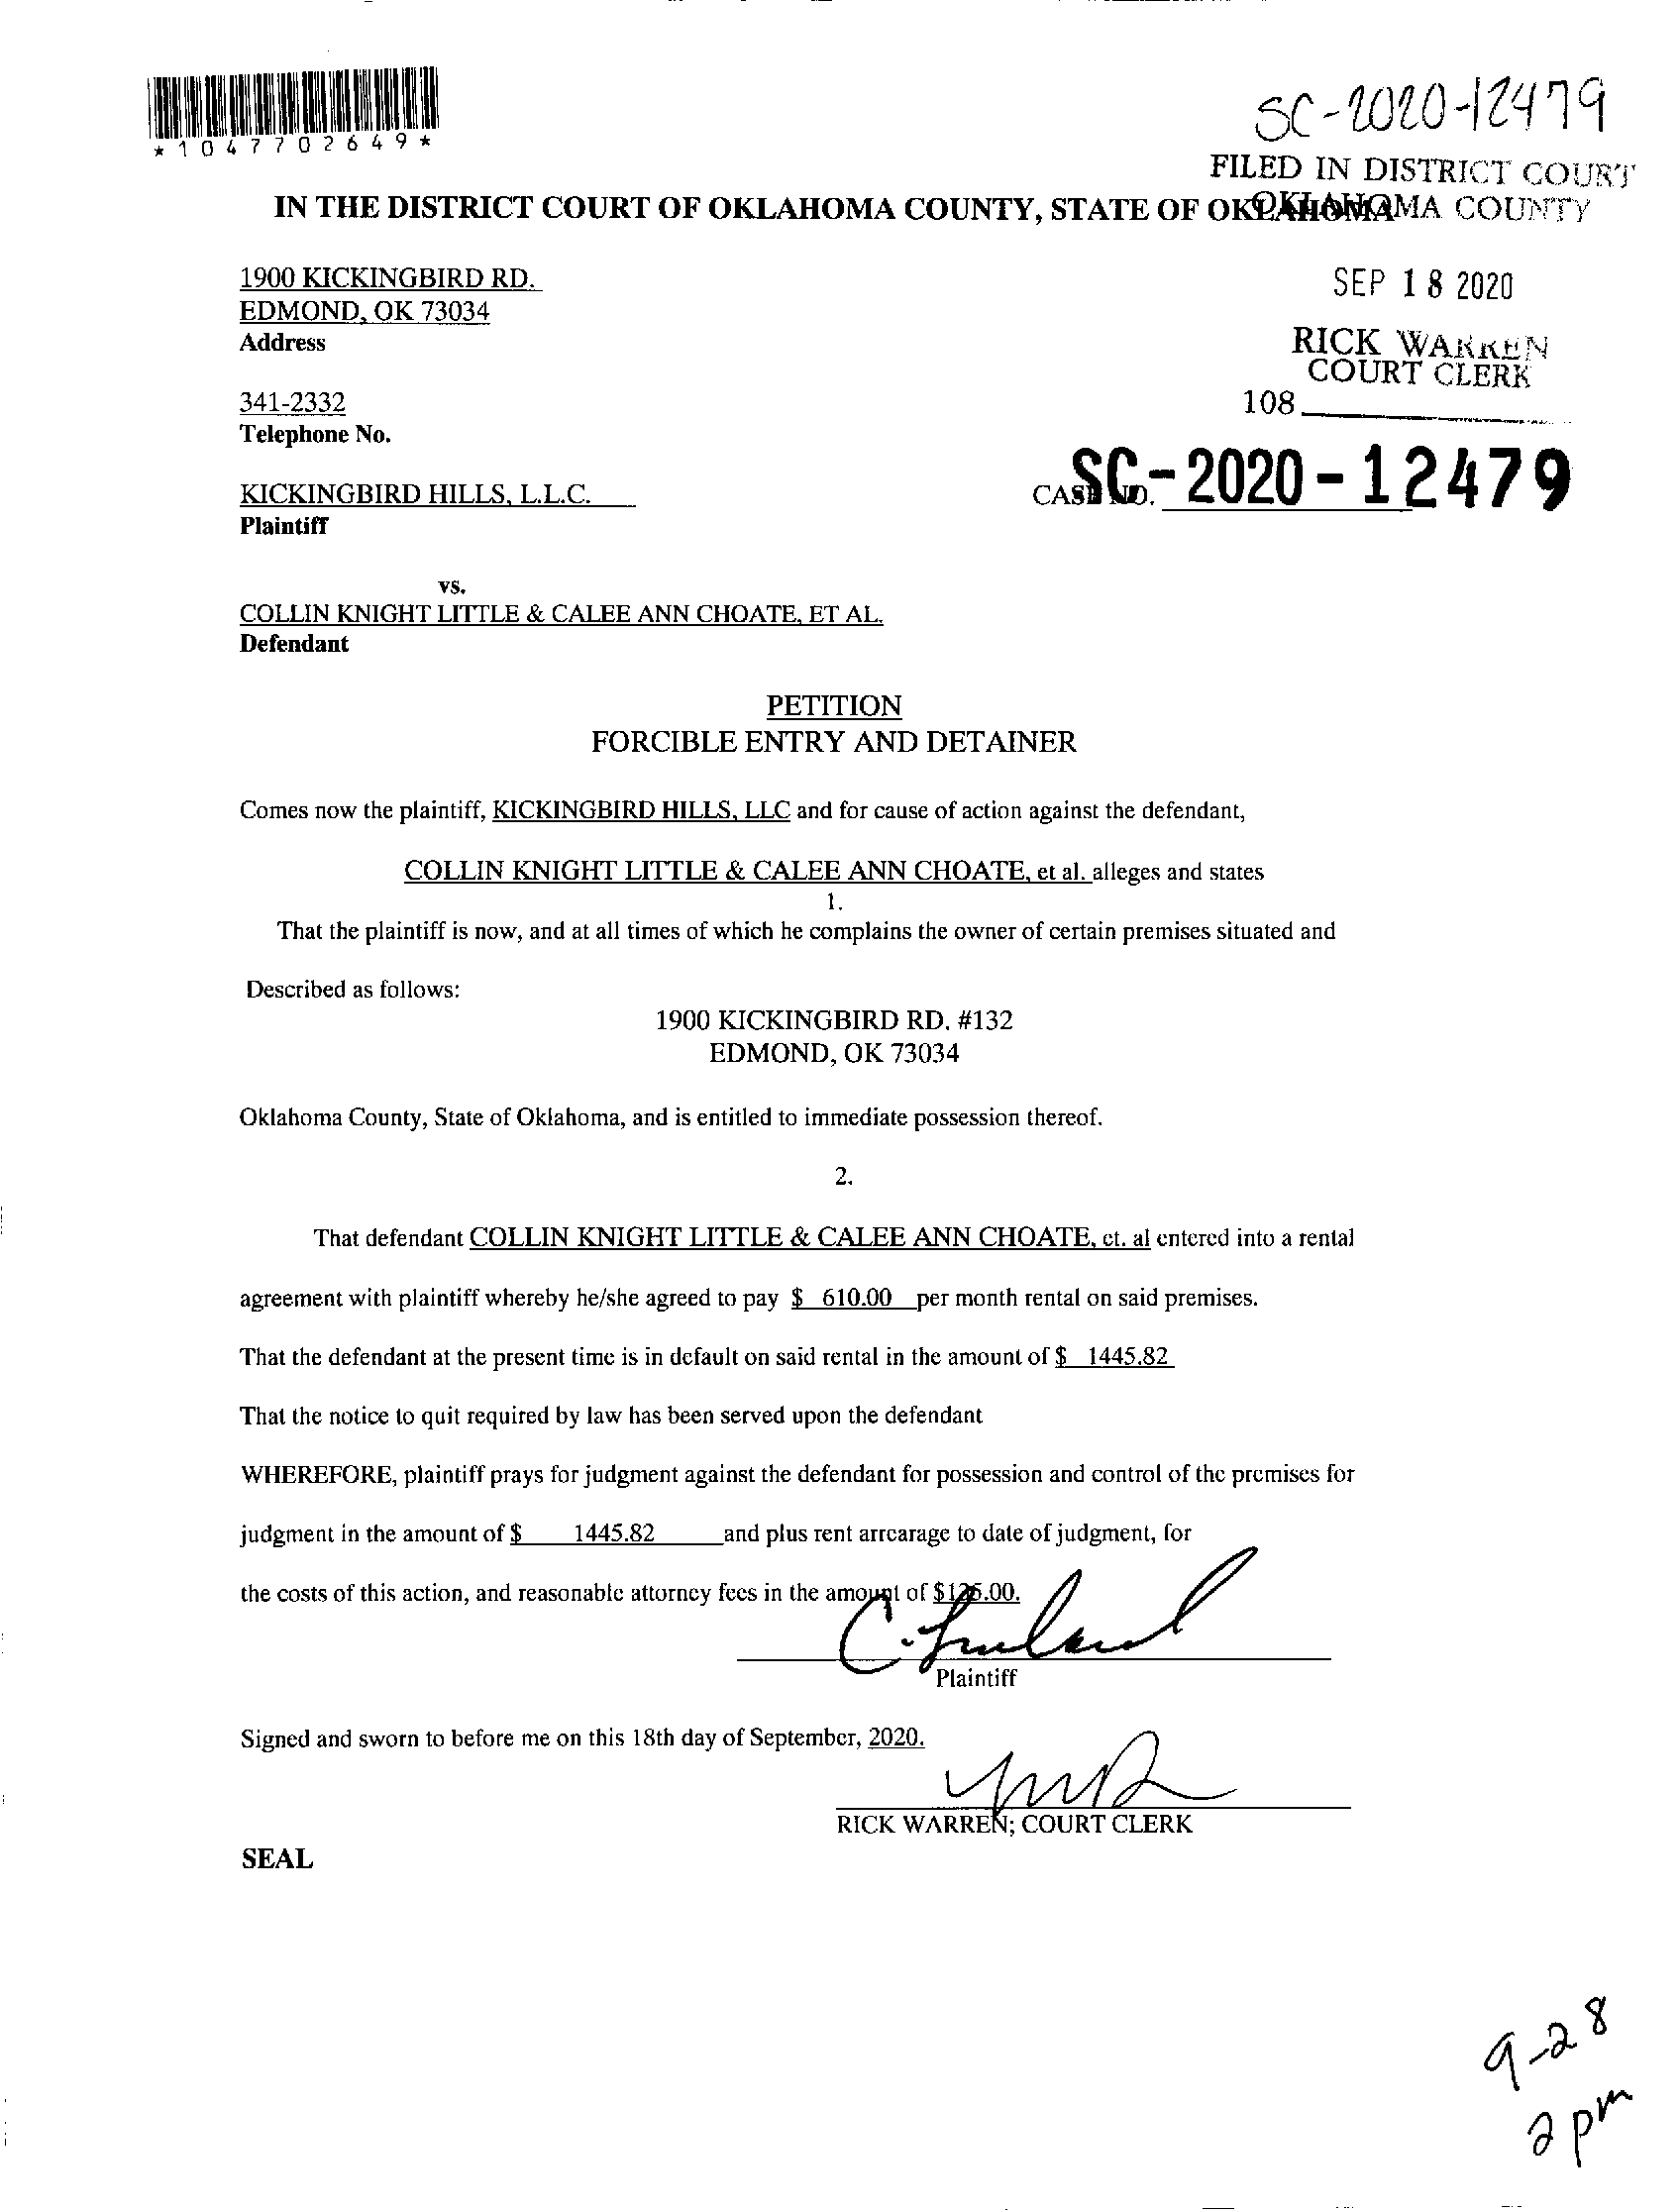 *1047702649*
SC-2020-12479
FILED IN DISTRICT COURT
OKLAHOMA COUNTY
IN THE DISTRICT COURT OF OKLAHOMA COUNTY, STATE OF OKLAHOMA
1900 KICKINGBIRD RD.
EDMOND, OK 73034
Address
SEP 18 2020
RICK WARREN
COURT CLERK
108
341-2332
Telephone No.
KICKINGBIRD HILLS, L.L.C.
Plaintiff
CASE NO. SC-2020-12479
vs.
COLLIN KNIGHT LITTLE & CALEE ANN CHOATE, ET AL.
Defendant
PETITION
FORCIBLE ENTRY AND DETAINER
Comes now the plaintiff, KICKINGBIRD HILLS, LLC and for cause of action against the defendant,
COLLIN KNIGHT LITTLE & CALEE ANN CHOATE, et al. alleges and states
1.
That the plaintiff is now, and at all times of which he complains the owner of certain premises situated and
Described as follows:
1900 KICKINGBIRD RD. #132
EDMOND, OK 73034
Oklahoma County, State of Oklahoma, and is entitled to immediate possession thereof.
2.
That defendant COLLIN KNIGHT LITTLE & CALEE ANN CHOATE, et. al entered into a rental
agreement with plaintiff whereby he/she agreed to pay $ 610.00 per month rental on said premises.
That the defendant at the present time is in default on said rental in the amount of $ 1445.82
That the notice to quit required by law has been served upon the defendant
WHEREFORE, plaintiff prays for judgment against the defendant for possession and control of the premises for
judgment in the amount of $ 1445.82 and plus rent arrearage to date of judgment, for
the costs of this action, and reasonable attorney fees in the amount of $125.00.
Plaintiff
Signed and sworn to before me on this 18th day of September, 2020.
RICK WARREN; COURT CLERK
SEAL
9-28
2 pm